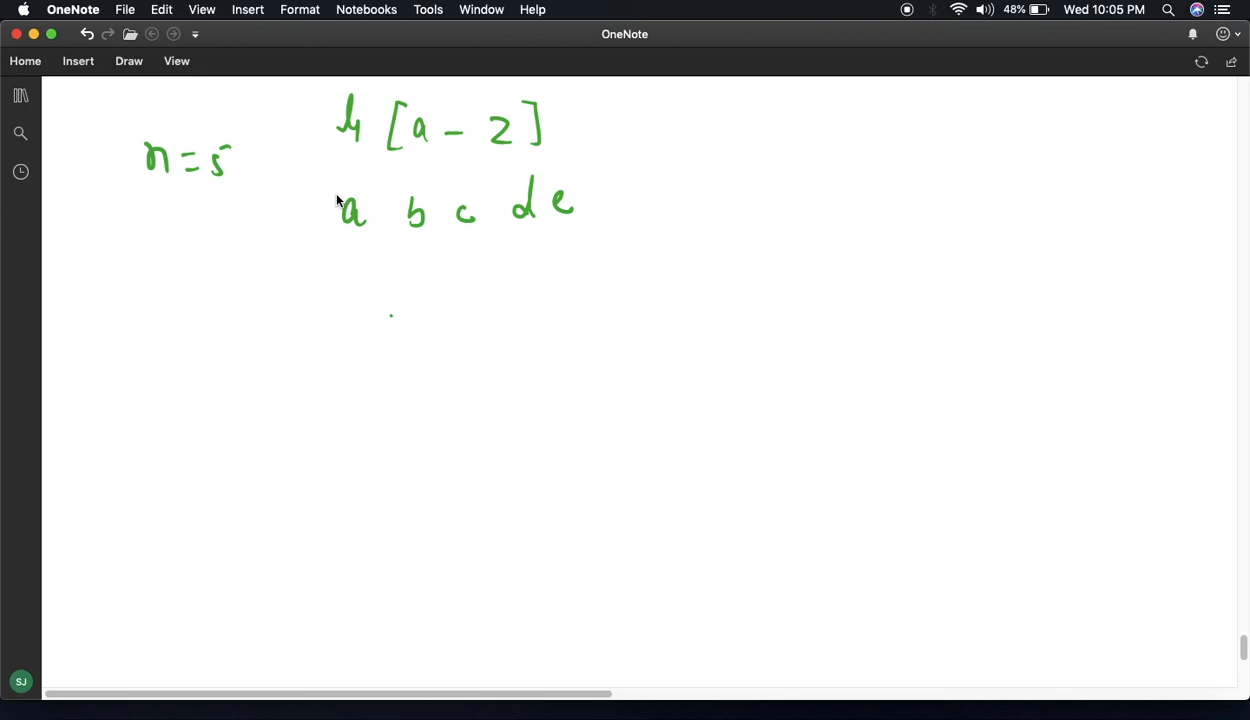 OneNote File Edit View Insert Format Notebooks Tools Window Help 48% Wed 10:05 PM
OneNote
Home Insert Draw View
[a - 2]
n = 5
a b c d e
SJ